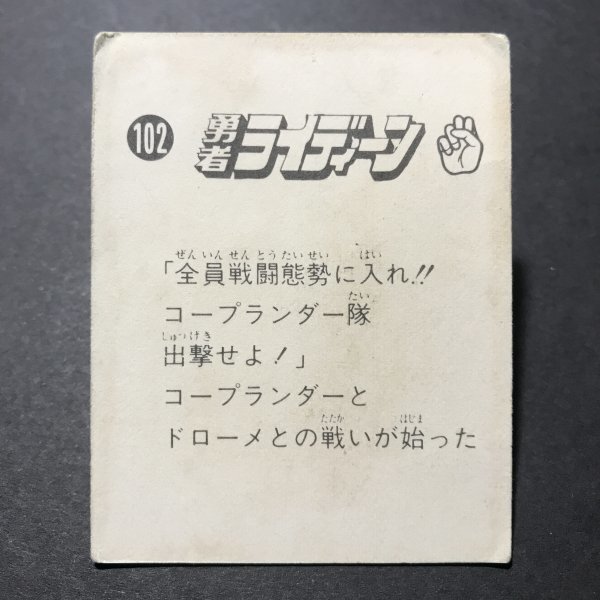 102 勇者ライディーン
ぜんいんせんとうたいせい はい
「全員戦闘態勢に入れ!!
たい
コープランダー隊
しゅつげき
出撃せよ!」
コープランダーと
たたか はじま
ドローメとの戦いが始った